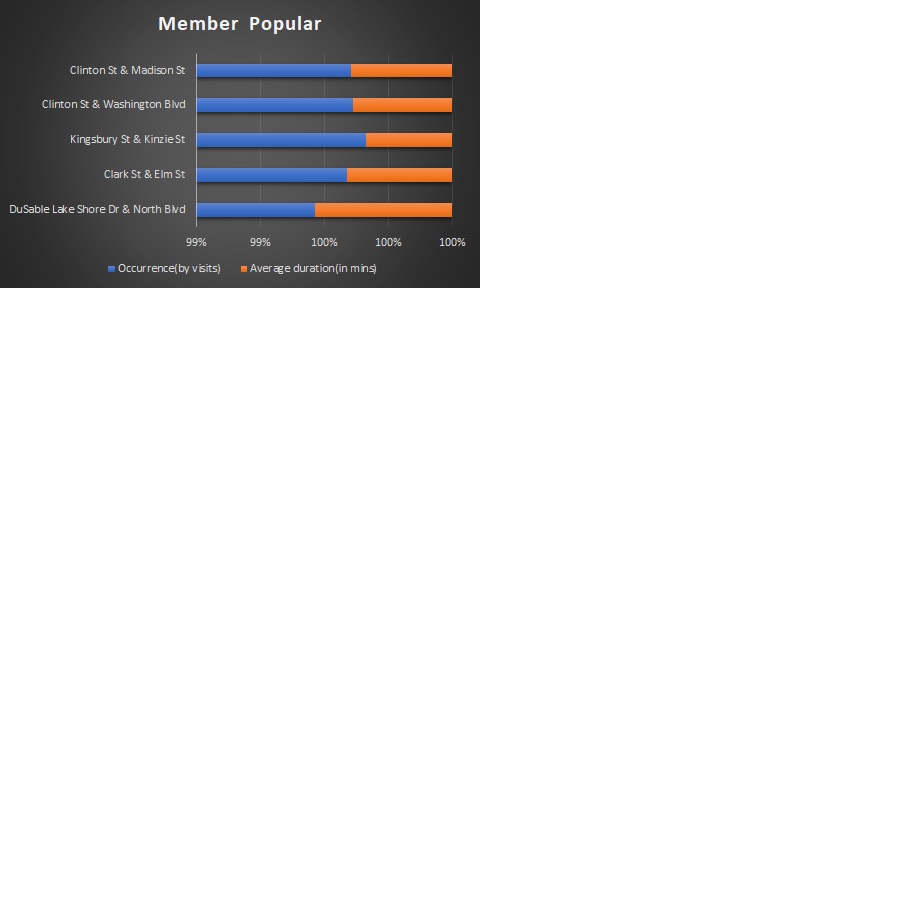 Member Popular
Clinton St & Madison St
Clinton St & Washington Blvd
Kingsbury St & Kinzie St
Clark St & Elm St
DuSable Lake Shore Dr & North Blvd
99% 99% 100% 100% 100%
Occurrence(by visits) Average duration(in mins)